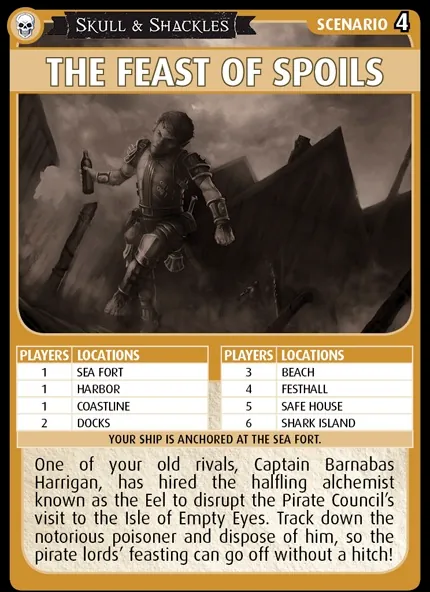 SKULL & SHACKLES
SCENARIO 4
THE FEAST OF SPOILS
PLAYERS LOCATIONS
1 SEA FORT
1 HARBOR
1 COASTLINE
2 DOCKS
PLAYERS LOCATIONS
3 BEACH
4 FESTHALL
5 SAFE HOUSE
6 SHARK ISLAND
YOUR SHIP IS ANCHORED AT THE SEA FORT.
One of your old rivals, Captain Barnabas
Harrigan, has hired the halfling alchemist
known as the Eel to disrupt the Pirate Council's
visit to the Isle of Empty Eyes. Track down the
notorious poisoner and dispose of him, so the
pirate lords' feasting can go off without a hitch!